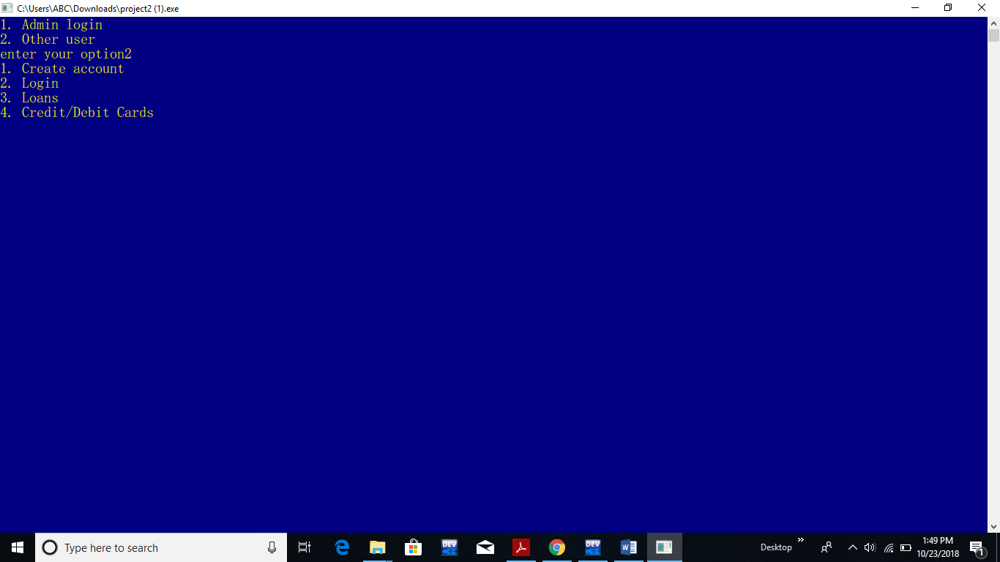 C:\Users\ABC\Downloads\project2 (1).exe
1. Admin login
2. Other user
enter your option2
1. Create account
2. Login
3. Loans
4. Credit/Debit Cards
Type here to search
DEV
DEV
Desktop
1:49 PM
10/23/2018
1